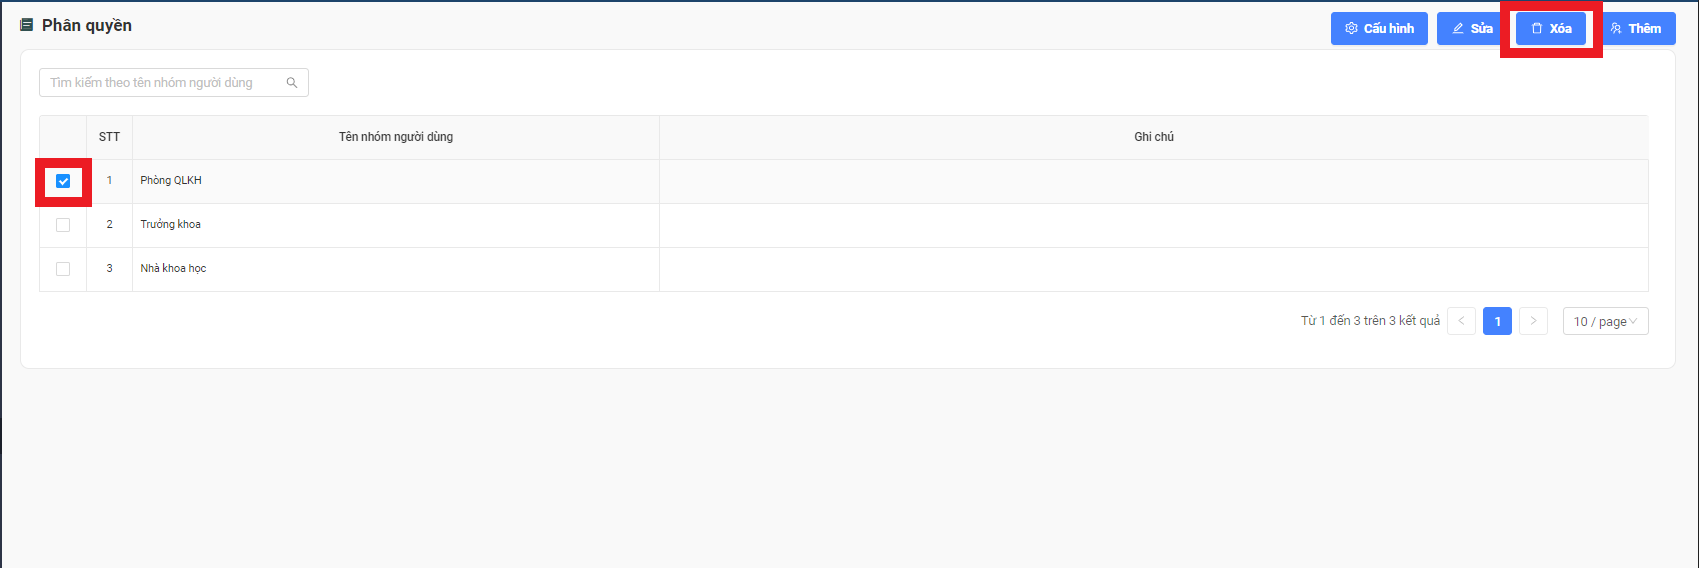 Phân quyền
Cấu hình Sửa Xóa Thêm
Tìm kiếm theo tên nhóm người dùng
STT Tên nhóm người dùng Ghi chú
1 Phòng QLKH
2 Trưởng khoa
3 Nhà khoa học
Từ 1 đến 3 trên 3 kết quả < 1 > 10 / page